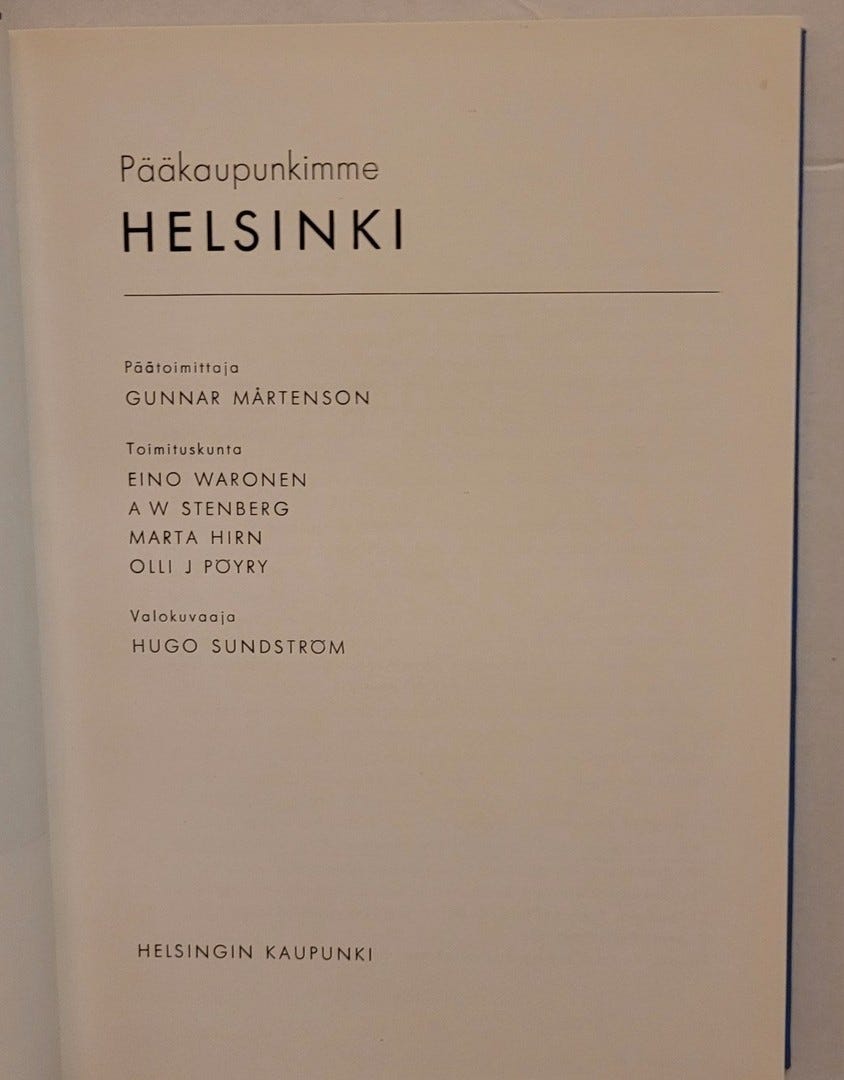 Pääkaupunkimme
HELSINKI
Päätoimittaja
GUNNAR MÅRTENSON
Toimituskunta
EINO WARONEN
A W STENBERG
MARTA HIRN
OLLI J PÖYRY
Valokuvaaja
HUGO SUNDSTRÖM
HELSINGIN KAUPUNKI